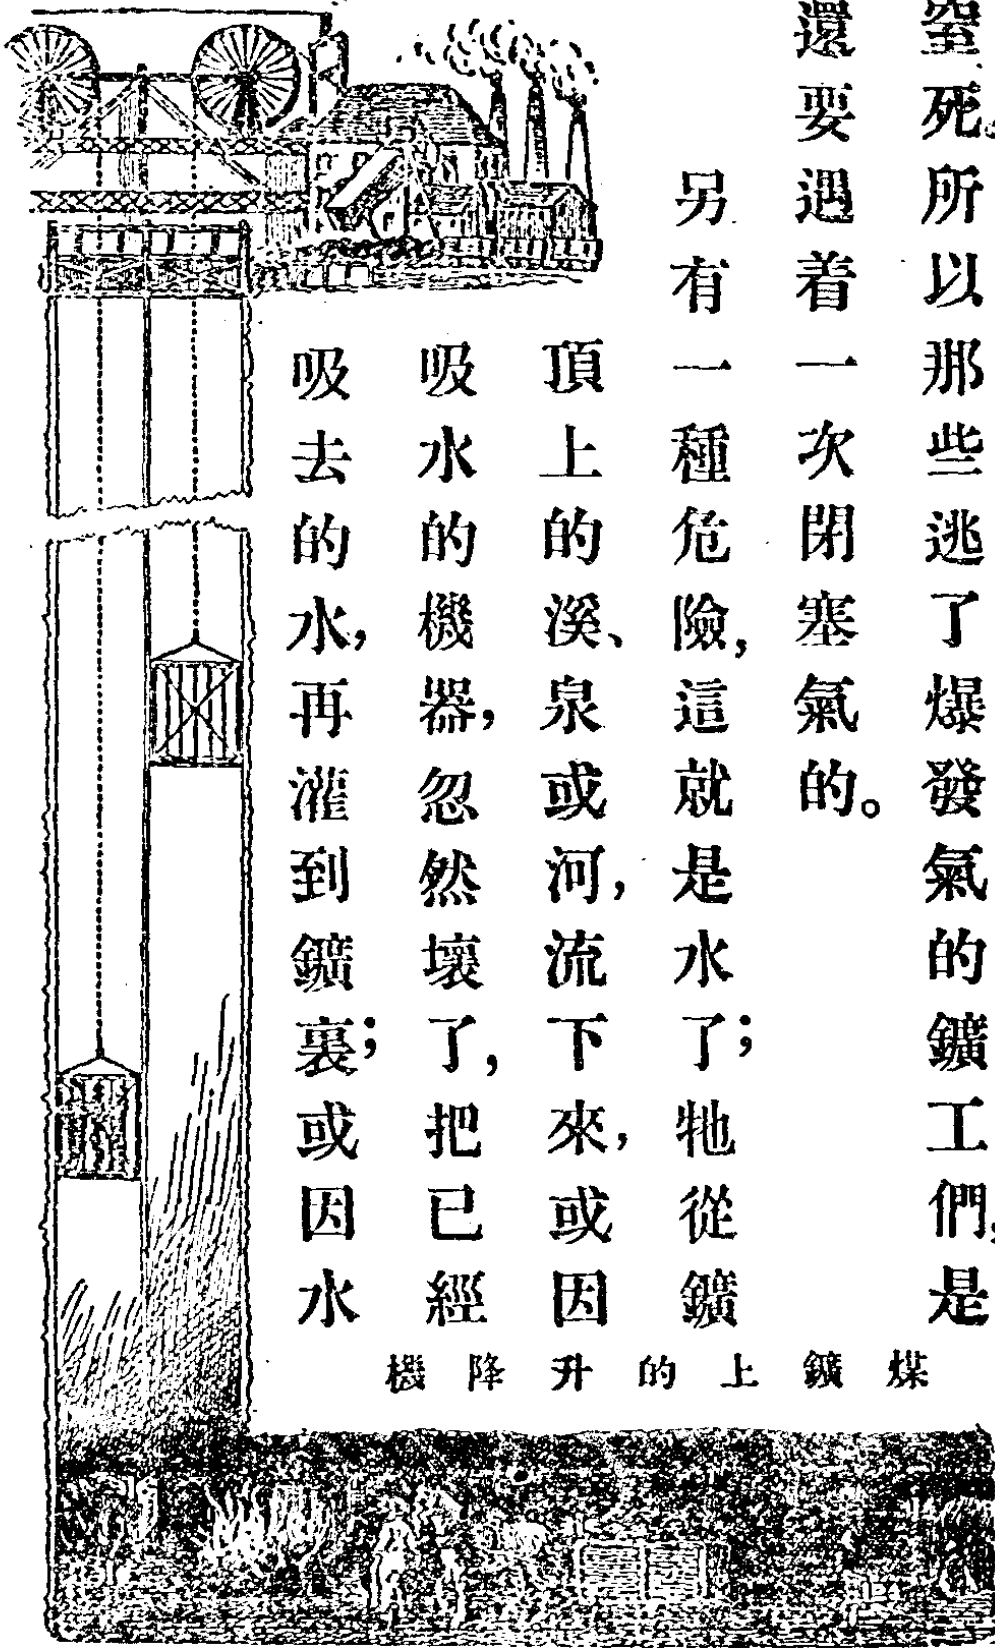 窒死，所以那些逃了爆發氣的鑛工們，是
還要遇着一次閉塞氣的。
另有一種危險，這就是水了；牠從鑛
頂上的溪、泉或河，流下來，或因
吸水的機器，忽然壞了，把已經
吸去的水，再灌到鑛裏；或因水
煤鑛上的升降機